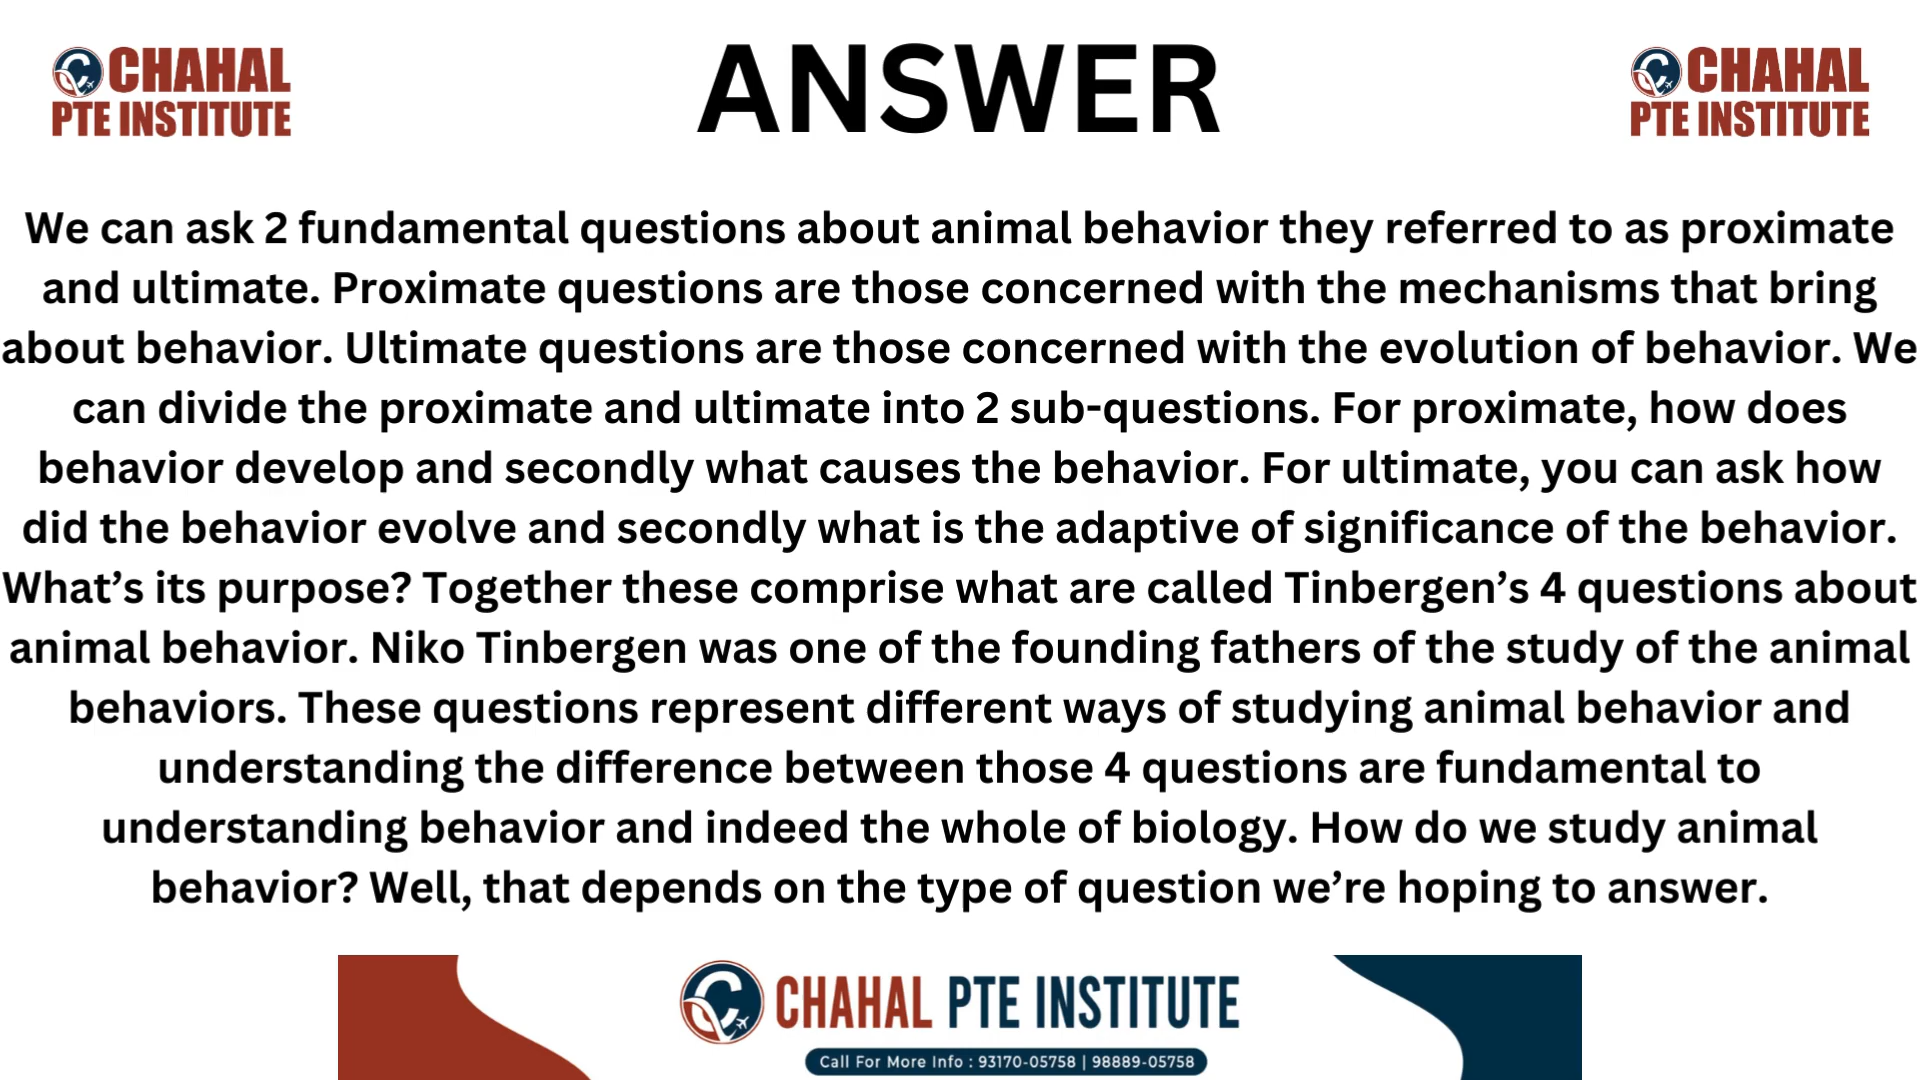 CHAHAL
PTE INSTITUTE
ANSWER
CHAHAL
PTE INSTITUTE
We can ask 2 fundamental questions about animal behavior they referred to as proximate
and ultimate. Proximate questions are those concerned with the mechanisms that bring
about behavior. Ultimate questions are those concerned with the evolution of behavior. We
can divide the proximate and ultimate into 2 sub-questions. For proximate, how does
behavior develop and secondly what causes the behavior. For ultimate, you can ask how
did the behavior evolve and secondly what is the adaptive of significance of the behavior.
What’s its purpose? Together these comprise what are called Tinbergen’s 4 questions about
animal behavior. Niko Tinbergen was one of the founding fathers of the study of the animal
behaviors. These questions represent different ways of studying animal behavior and
understanding the difference between those 4 questions are fundamental to
understanding behavior and indeed the whole of biology. How do we study animal
behavior? Well, that depends on the type of question we’re hoping to answer.
CHAHAL PTE INSTITUTE
Call For More Info : 93170-05758 | 98889-05758